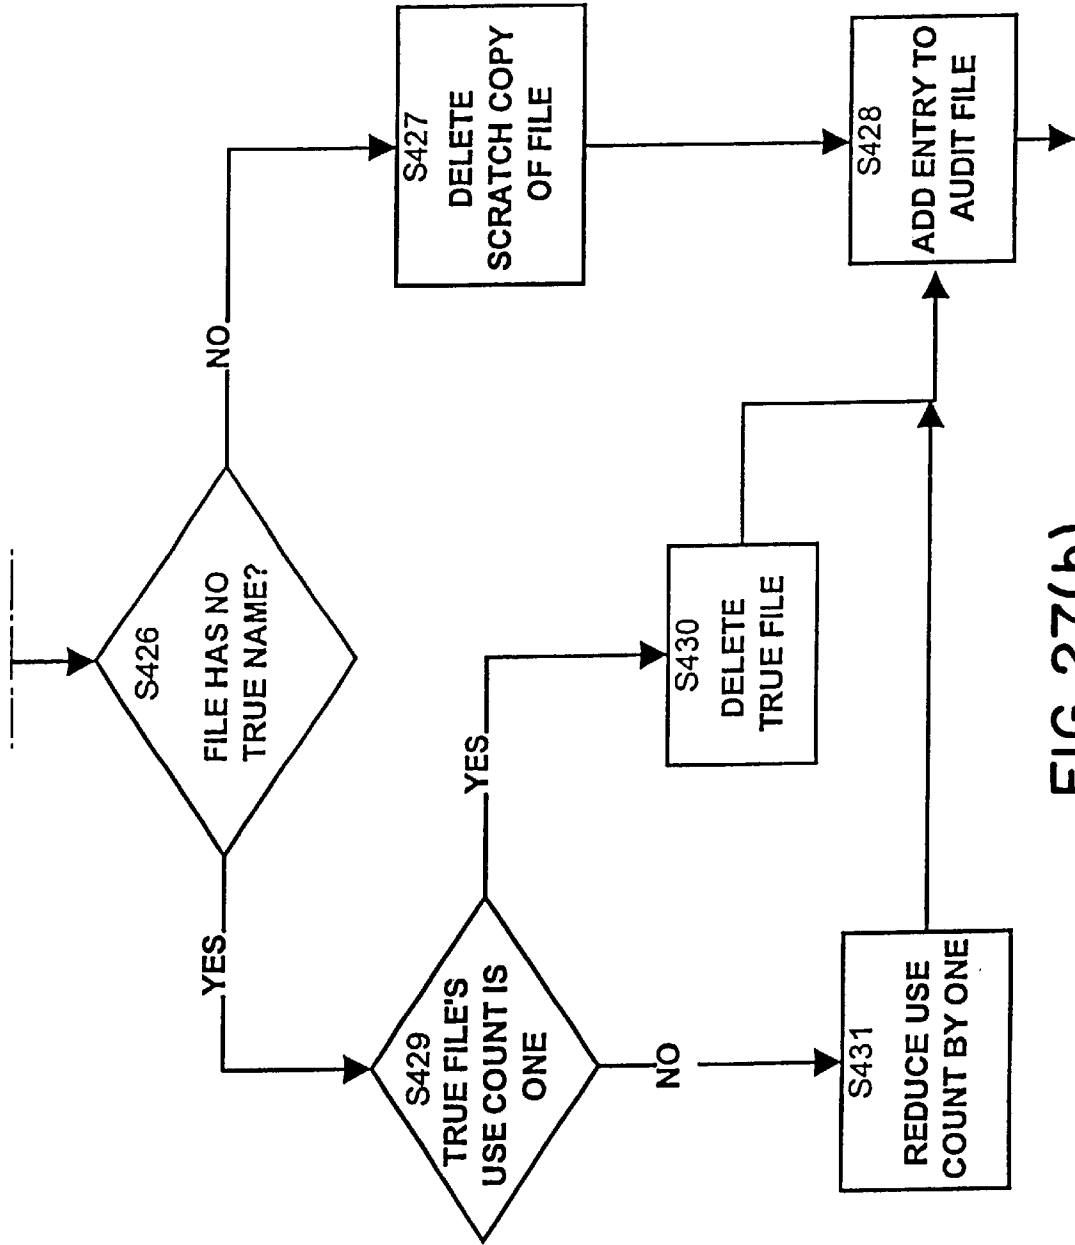 S426
FILE HAS NO
TRUE NAME?
NO
YES
S427
DELETE
SCRATCH COPY
OF FILE
S429
TRUE FILE'S
USE COUNT IS
ONE
YES
NO
S430
DELETE
TRUE FILE
S431
REDUCE USE
COUNT BY ONE
S428
ADD ENTRY TO
AUDIT FILE
FIG. 27(b)